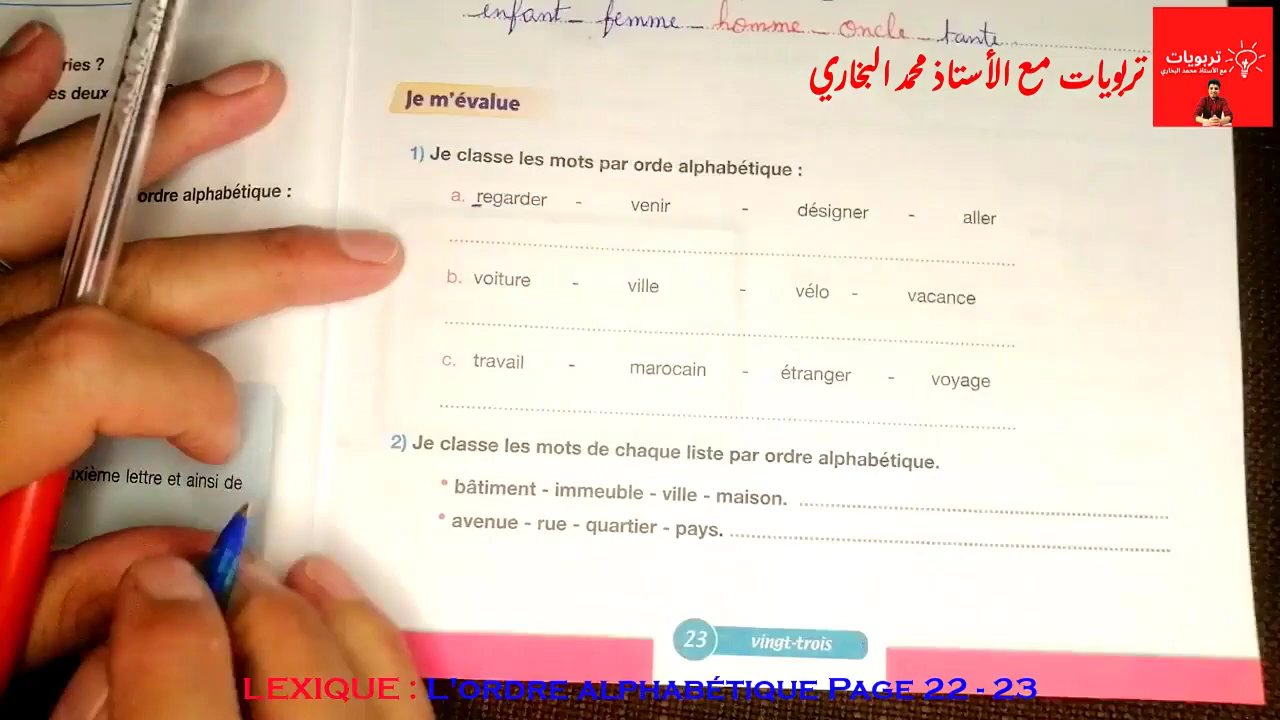 enfant - femme - homme - oncle - tante
ries ?
es deux
تربويات مع الأستاذ محمد البخاري
تربويات
مع الأستاذ محمد البخاري
Je m'évalue
1) Je classe les mots par orde alphabétique :
ordre alphabétique :
a. regarder - venir - désigner - aller
b. voiture - ville - vélo - vacance
c. travail - marocain - étranger - voyage
2) Je classe les mots de chaque liste par ordre alphabétique.
uxième lettre et ainsi de
• bâtiment - immeuble - ville - maison.
• avenue - rue - quartier - pays.
23 vingt-trois
LEXIQUE : L'ordre alphabétique Page 22 - 23